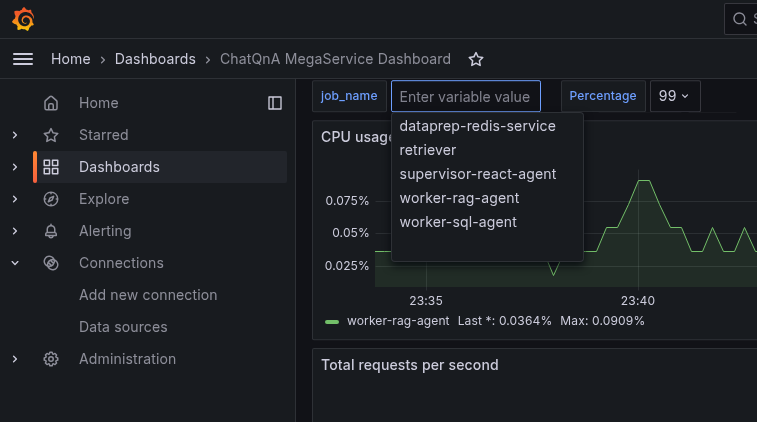 Home › Dashboards › ChatQnA MegaService Dashboard
Home
Starred
Dashboards
Explore
Alerting
Connections
Add new connection
Data sources
Administration
job_name Enter variable value Percentage 99
dataprep-redis-service
retriever
supervisor-react-agent
worker-rag-agent
worker-sql-agent
CPU usage
0.075%
0.05%
0.025%
23:35 23:40
worker-rag-agent Last *: 0.0364% Max: 0.0909%
Total requests per second